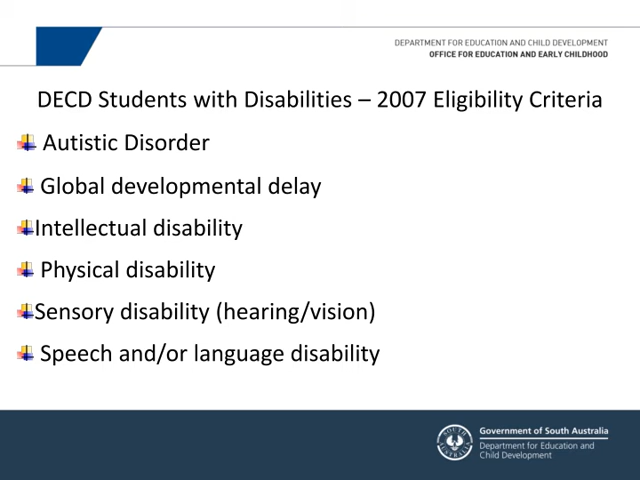 DEPARTMENT FOR EDUCATION AND CHILD DEVELOPMENT
OFFICE FOR EDUCATION AND EARLY CHILDHOOD
DECD Students with Disabilities – 2007 Eligibility Criteria
Autistic Disorder
Global developmental delay
Intellectual disability
Physical disability
Sensory disability (hearing/vision)
Speech and/or language disability
Government of South Australia
Department for Education and
Child Development